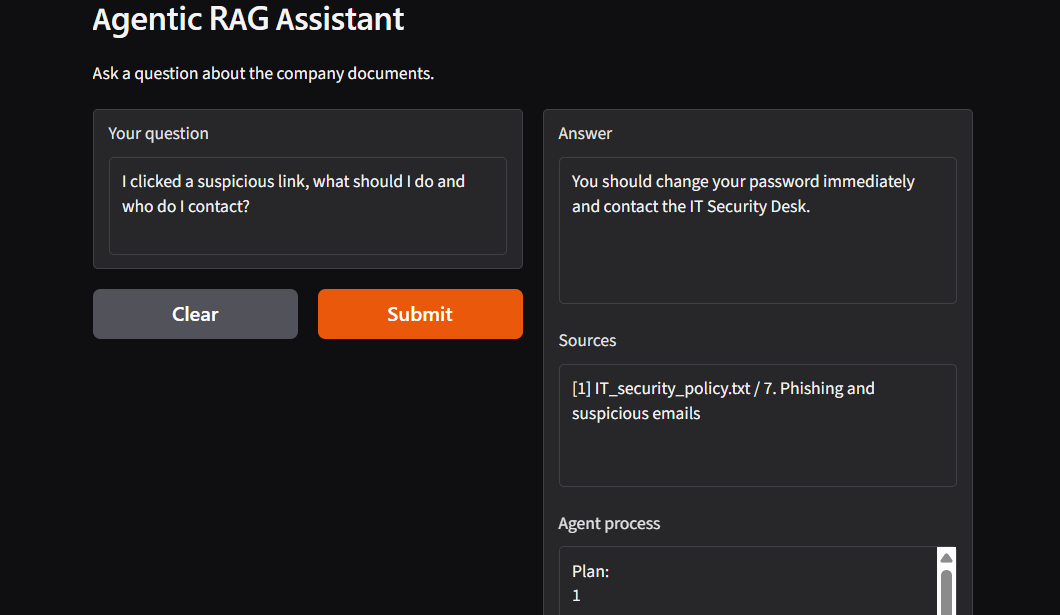 Agentic RAG Assistant
Ask a question about the company documents.
Your question
I clicked a suspicious link, what should I do and
who do I contact?
Clear
Submit
Answer
You should change your password immediately
and contact the IT Security Desk.
Sources
[1] IT_security_policy.txt / 7. Phishing and
suspicious emails
Agent process
Plan:
1